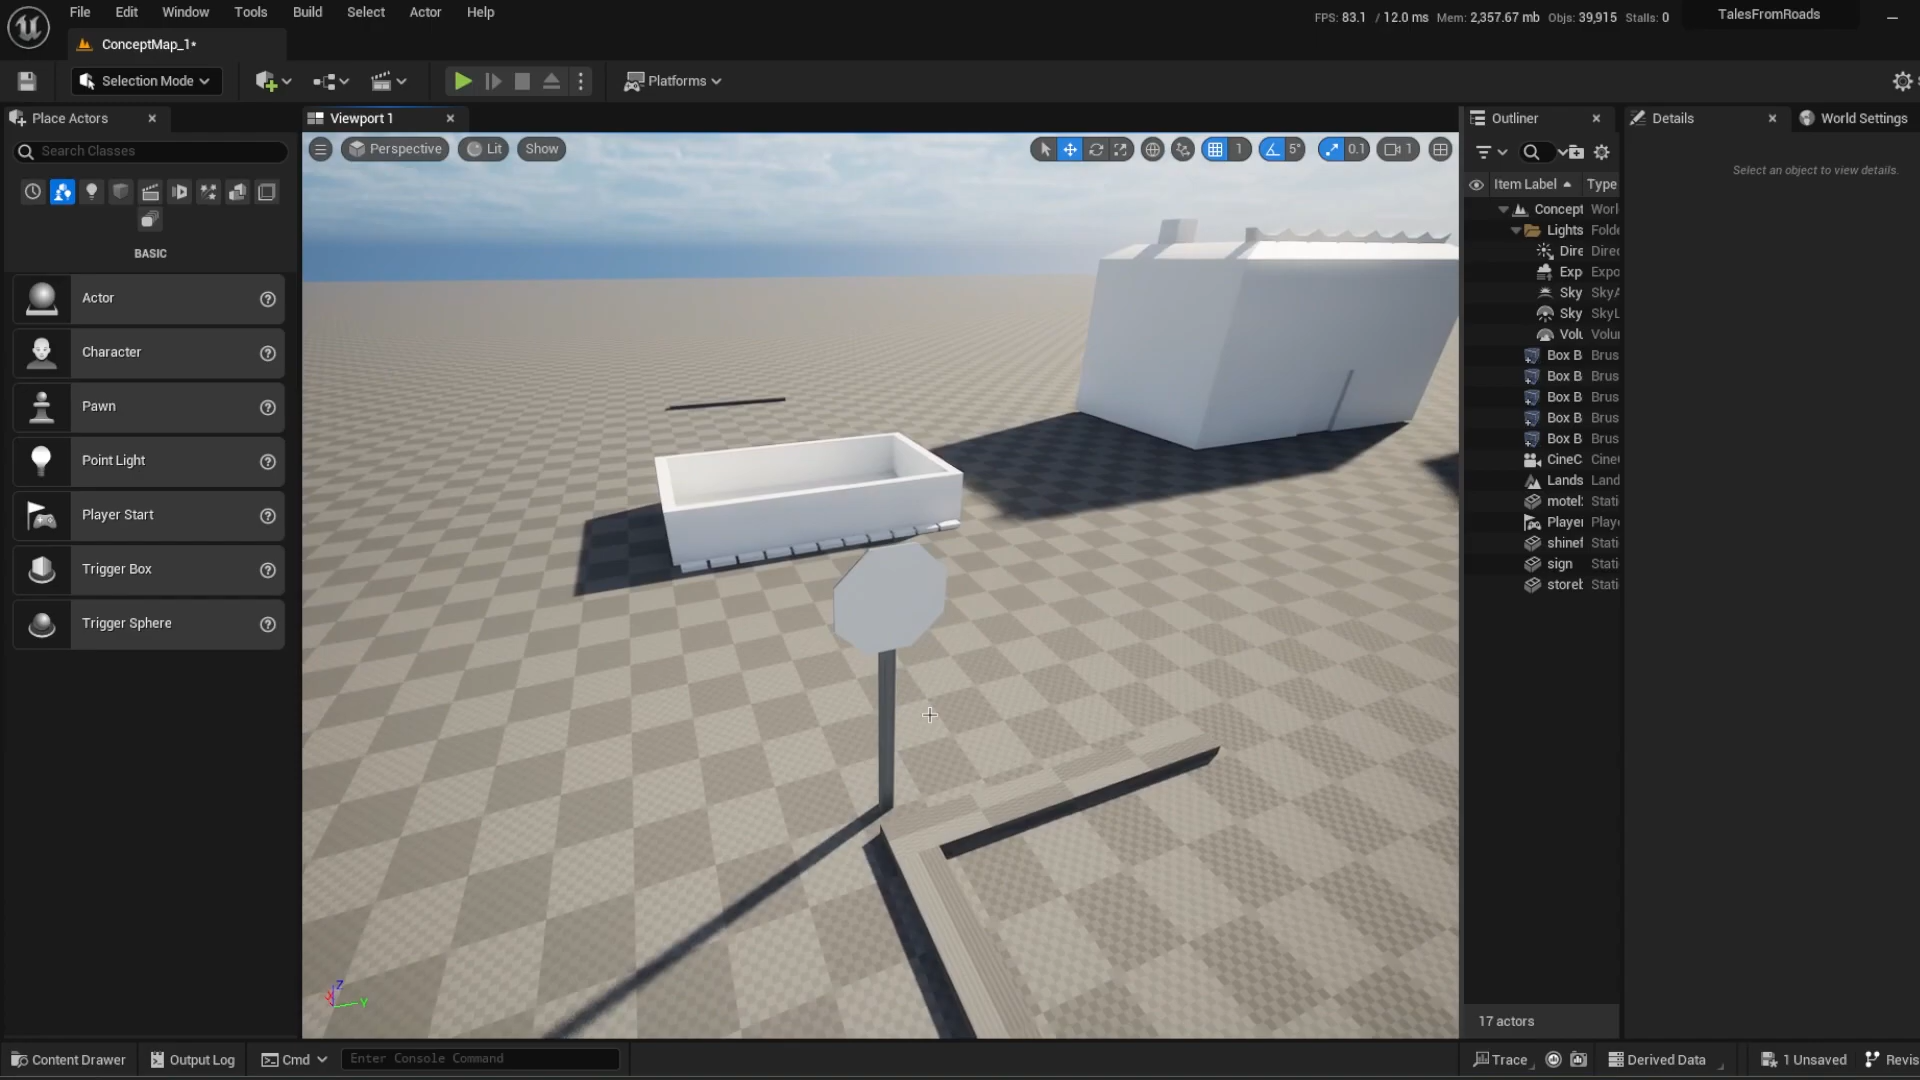 File Edit Window Tools Build Select Actor Help
FPS: 83.1 / 12.0 ms Mem: 2,357.67 mb Objs: 39,915 Stalls: 0
TalesFromRoads
ConceptMap_1*
Selection Mode
Platforms
Place Actors
Search Classes
BASIC
Actor
Character
Pawn
Point Light
Player Start
Trigger Box
Trigger Sphere
Viewport 1
Perspective Lit Show
1 5° 0.1 1
Z
X
Y
Outliner
Item Label Type
Concept Worl
Lights Folde
Dire Direc
Exp Expo
Sky SkyA
Sky SkyL
Volu Volur
Box B Brus
Box B Brus
Box B Brus
Box B Brus
Box B Brus
CineC Cine
Lands Land
motel Stati
Player Playe
shinef Stati
sign Stati
storeb Stati
17 actors
Details
World Settings
Select an object to view details.
Content Drawer Output Log Cmd Enter Console Command
Trace Derived Data 1 Unsaved Revis